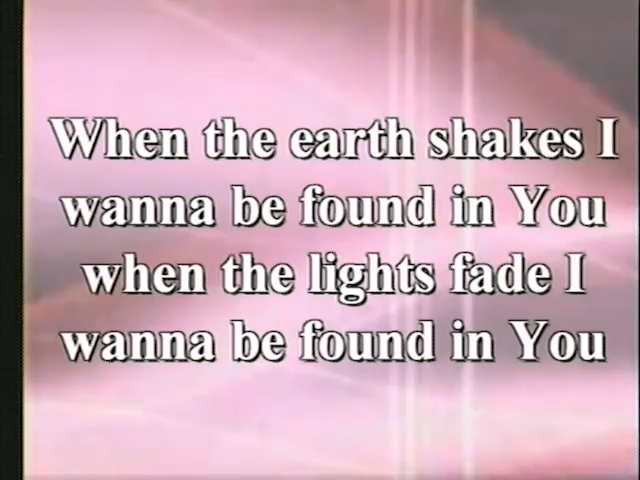 When the earth shakes I
wanna be found in You
when the lights fade I
wanna be found in You